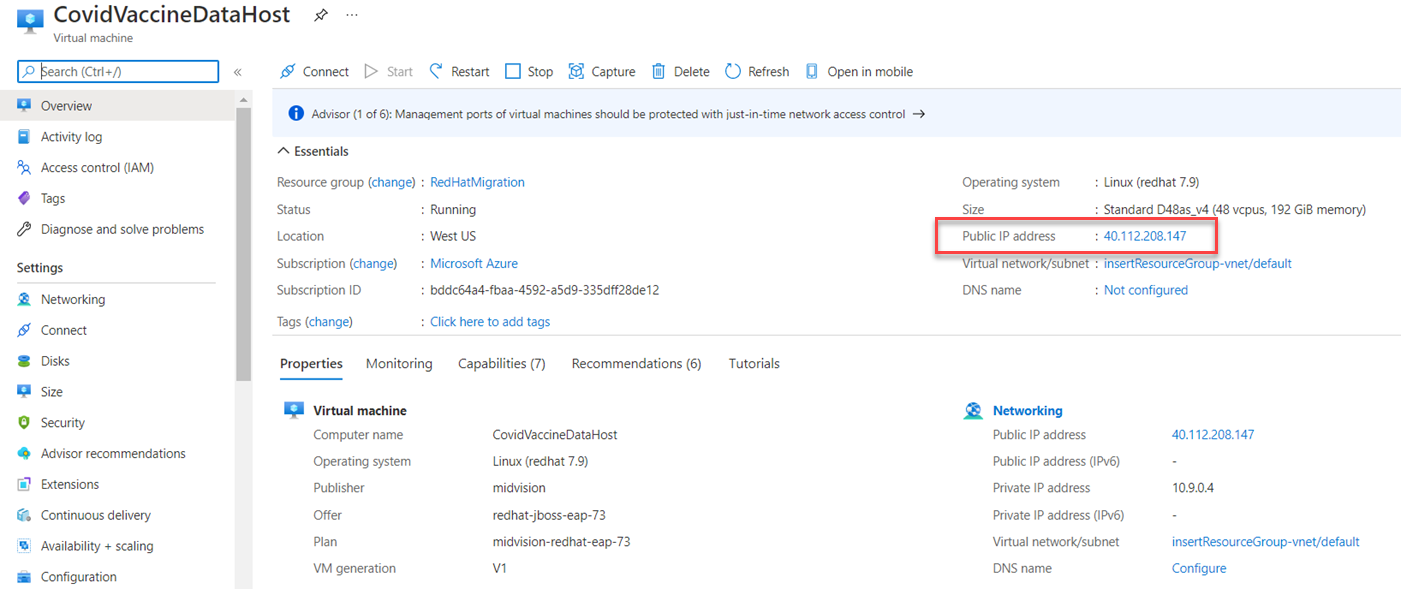 CovidVaccineDataHost
Virtual machine
Search (Ctrl+/)
«
Connect Start Restart Stop Capture Delete Refresh Open in mobile
Overview
Activity log
Access control (IAM)
Tags
Diagnose and solve problems
Settings
Networking
Connect
Disks
Size
Security
Advisor recommendations
Extensions
Continuous delivery
Availability + scaling
Configuration
Advisor (1 of 6): Management ports of virtual machines should be protected with just-in-time network access control →
Essentials
Resource group (change) : RedHatMigration
Status : Running
Location : West US
Subscription (change) : Microsoft Azure
Subscription ID : bddc64a4-fbaa-4592-a5d9-335dff28de12
Tags (change) : Click here to add tags
Operating system : Linux (redhat 7.9)
Size : Standard D48as_v4 (48 vcpus, 192 GiB memory)
Public IP address : 40.112.208.147
Virtual network/subnet : insertResourceGroup-vnet/default
DNS name : Not configured
Properties Monitoring Capabilities (7) Recommendations (6) Tutorials
Virtual machine
Computer name CovidVaccineDataHost
Operating system Linux (redhat 7.9)
Publisher midvision
Offer redhat-jboss-eap-73
Plan midvision-redhat-eap-73
VM generation V1
Networking
Public IP address 40.112.208.147
Public IP address (IPv6) -
Private IP address 10.9.0.4
Private IP address (IPv6) -
Virtual network/subnet insertResourceGroup-vnet/default
DNS name Configure